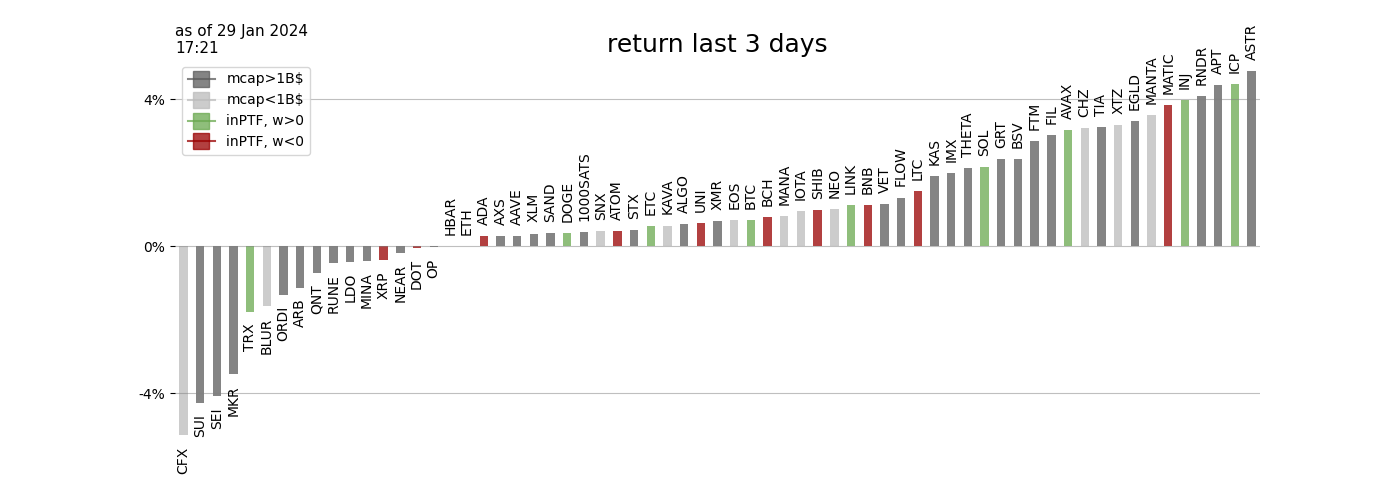 as of 29 Jan 2024
17:21
return last 3 days
mcap>1B$
mcap<1B$
inPTF, w>0
inPTF, w<0
4%
0%
-4%
CFX
SUI
SEI
MKR
TRX
BLUR
ORDI
ARB
QNT
RUNE
LDO
MINA
XRP
NEAR
DOT
OP
HBAR
ETH
ADA
AXS
AAVE
XLM
SAND
DOGE
1000SATS
SNX
ATOM
STX
ETC
KAVA
ALGO
UNI
XMR
EOS
BTC
BCH
MANA
IOTA
SHIB
NEO
LINK
BNB
VET
FLOW
LTC
KAS
IMX
THETA
SOL
GRT
BSV
FTM
FIL
AVAX
CHZ
TIA
XTZ
EGLD
MANTA
MATIC
INJ
RNDR
APT
ICP
ASTR